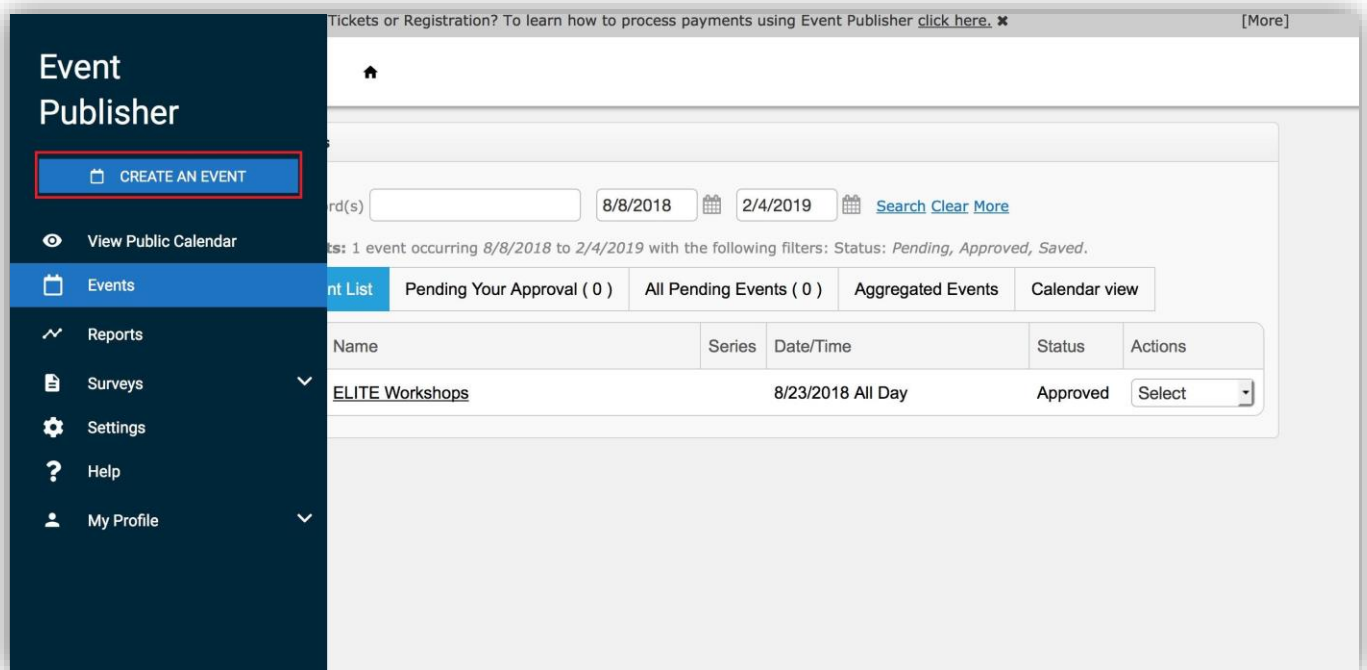 Tickets or Registration? To learn how to process payments using Event Publisher click here. ✖ [More]
Event
Publisher
CREATE AN EVENT
View Public Calendar
Events
Reports
Surveys
Settings
Help
My Profile
s
rd(s) 8/8/2018 2/4/2019 Search Clear More
ts: 1 event occurring 8/8/2018 to 2/4/2019 with the following filters: Status: Pending, Approved, Saved.
nt List Pending Your Approval ( 0 ) All Pending Events ( 0 ) Aggregated Events Calendar view
Name Series Date/Time Status Actions
ELITE Workshops 8/23/2018 All Day Approved Select